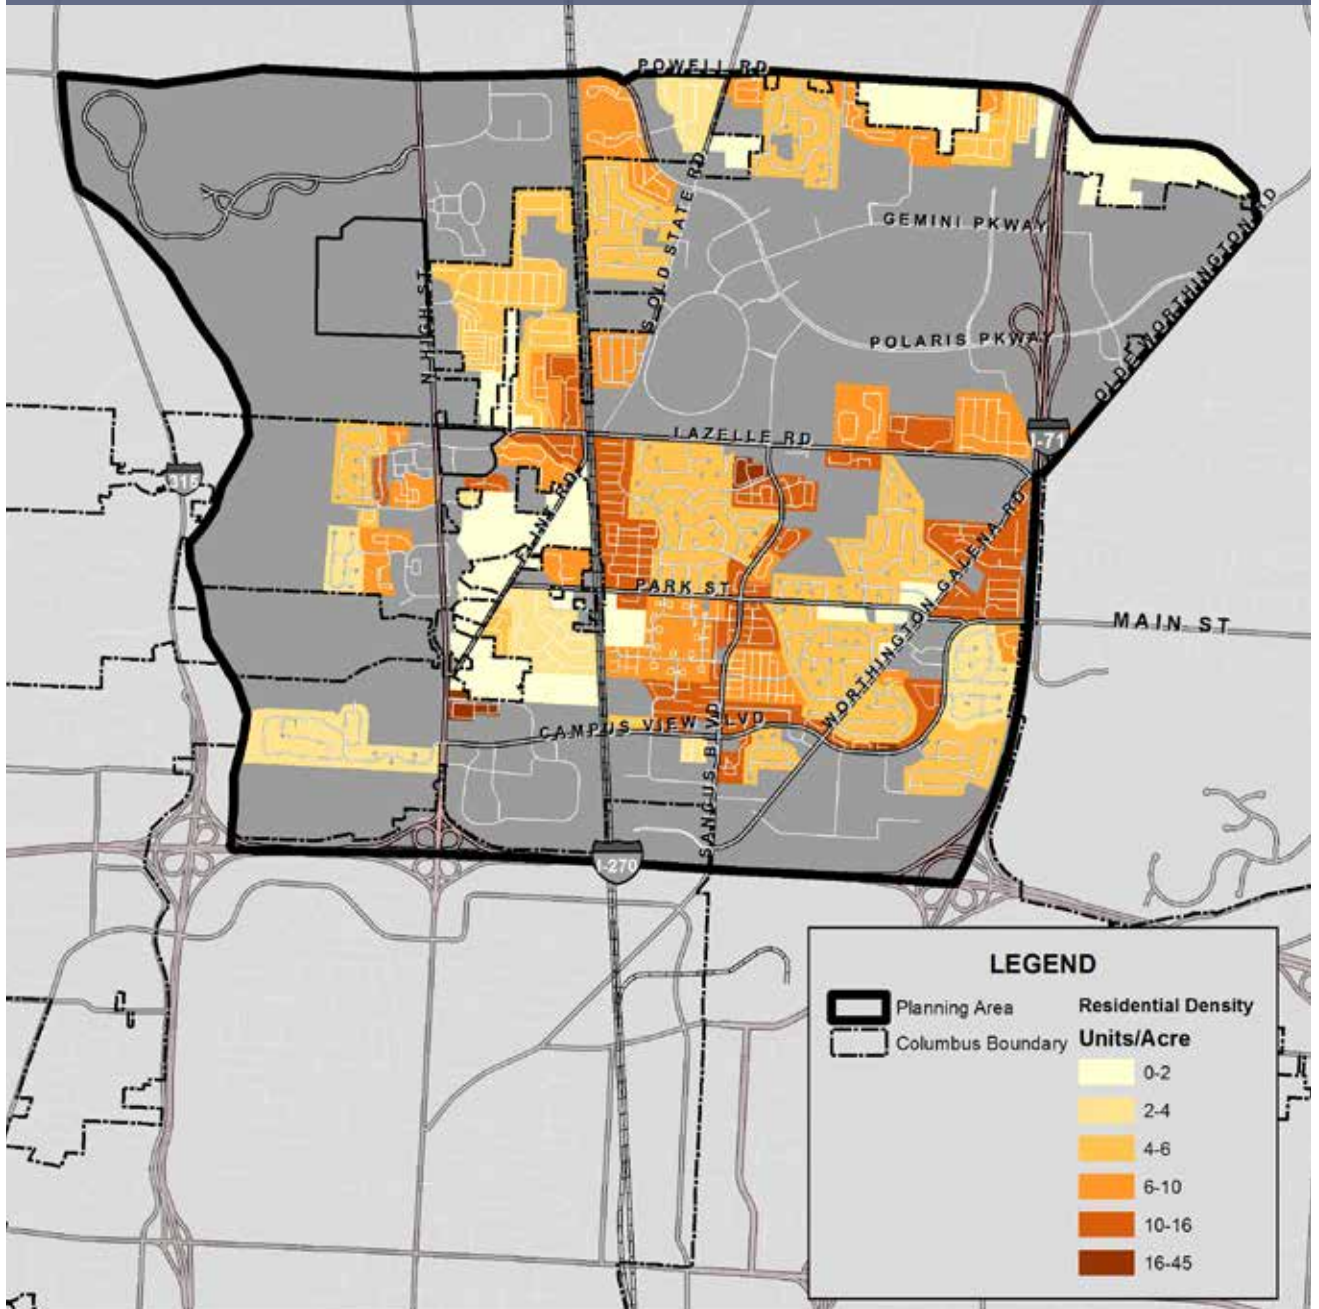 POWELL RD
GEMINI PKWAY
S OLD STATE RD
N HIGH ST
POLARIS PKWAY
OLDE WORTHINGTON RD
LAZELLE RD
I-71
315
FLINT RD
PARK ST
WORTHINGTON GALENA RD
MAIN ST
CAMPUS VIEW BLVD
SANCUS BLVD
I-270
LEGEND
Planning Area
Columbus Boundary
Residential Density
Units/Acre
0-2
2-4
4-6
6-10
10-16
16-45